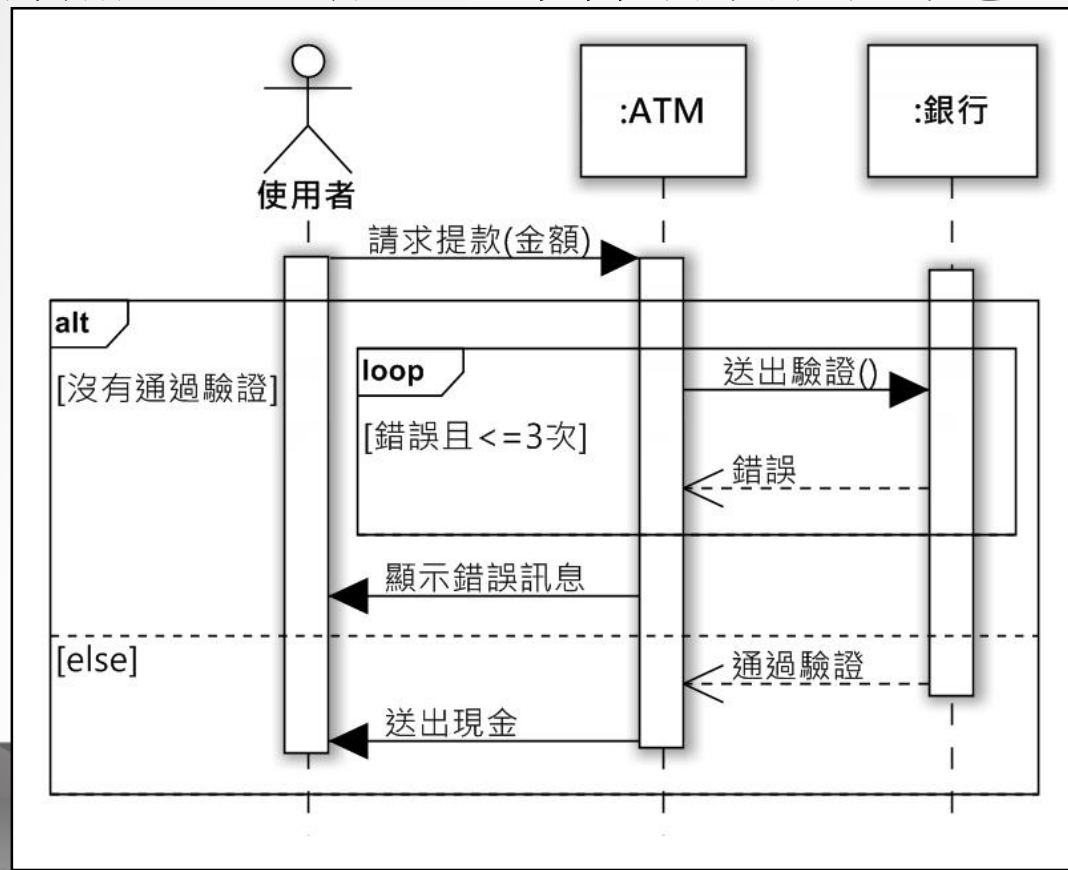 :ATM
:銀行
使用者
請求提款(金額)
alt
[沒有通過驗證]
loop
[錯誤且<=3次]
送出驗證()
錯誤
顯示錯誤訊息
[else]
通過驗證
送出現金